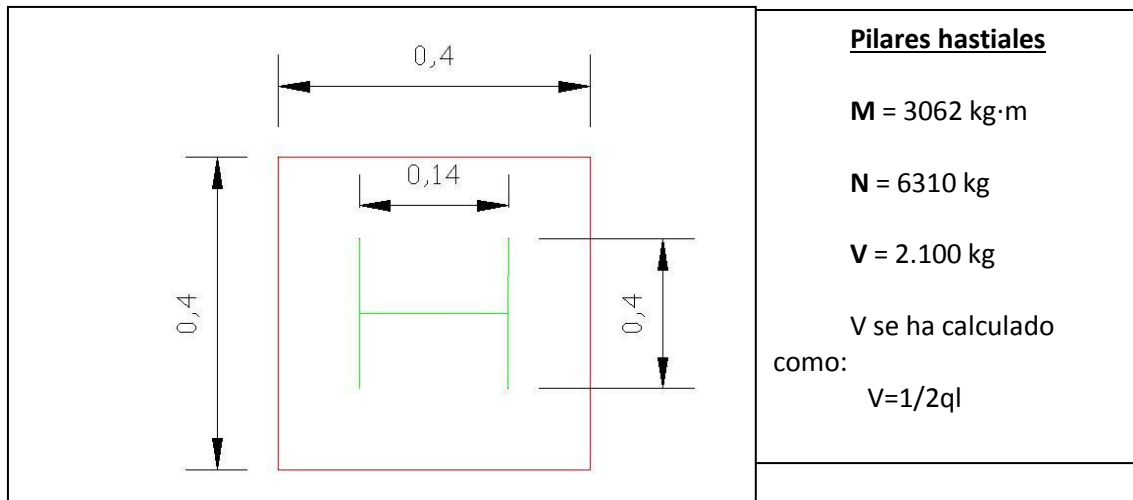 0,4
0,14
0,4
0,4
Pilares hastiales
M = 3062 kg·m
N = 6310 kg
V = 2.100 kg
V se ha calculado
como:
V=1/2ql